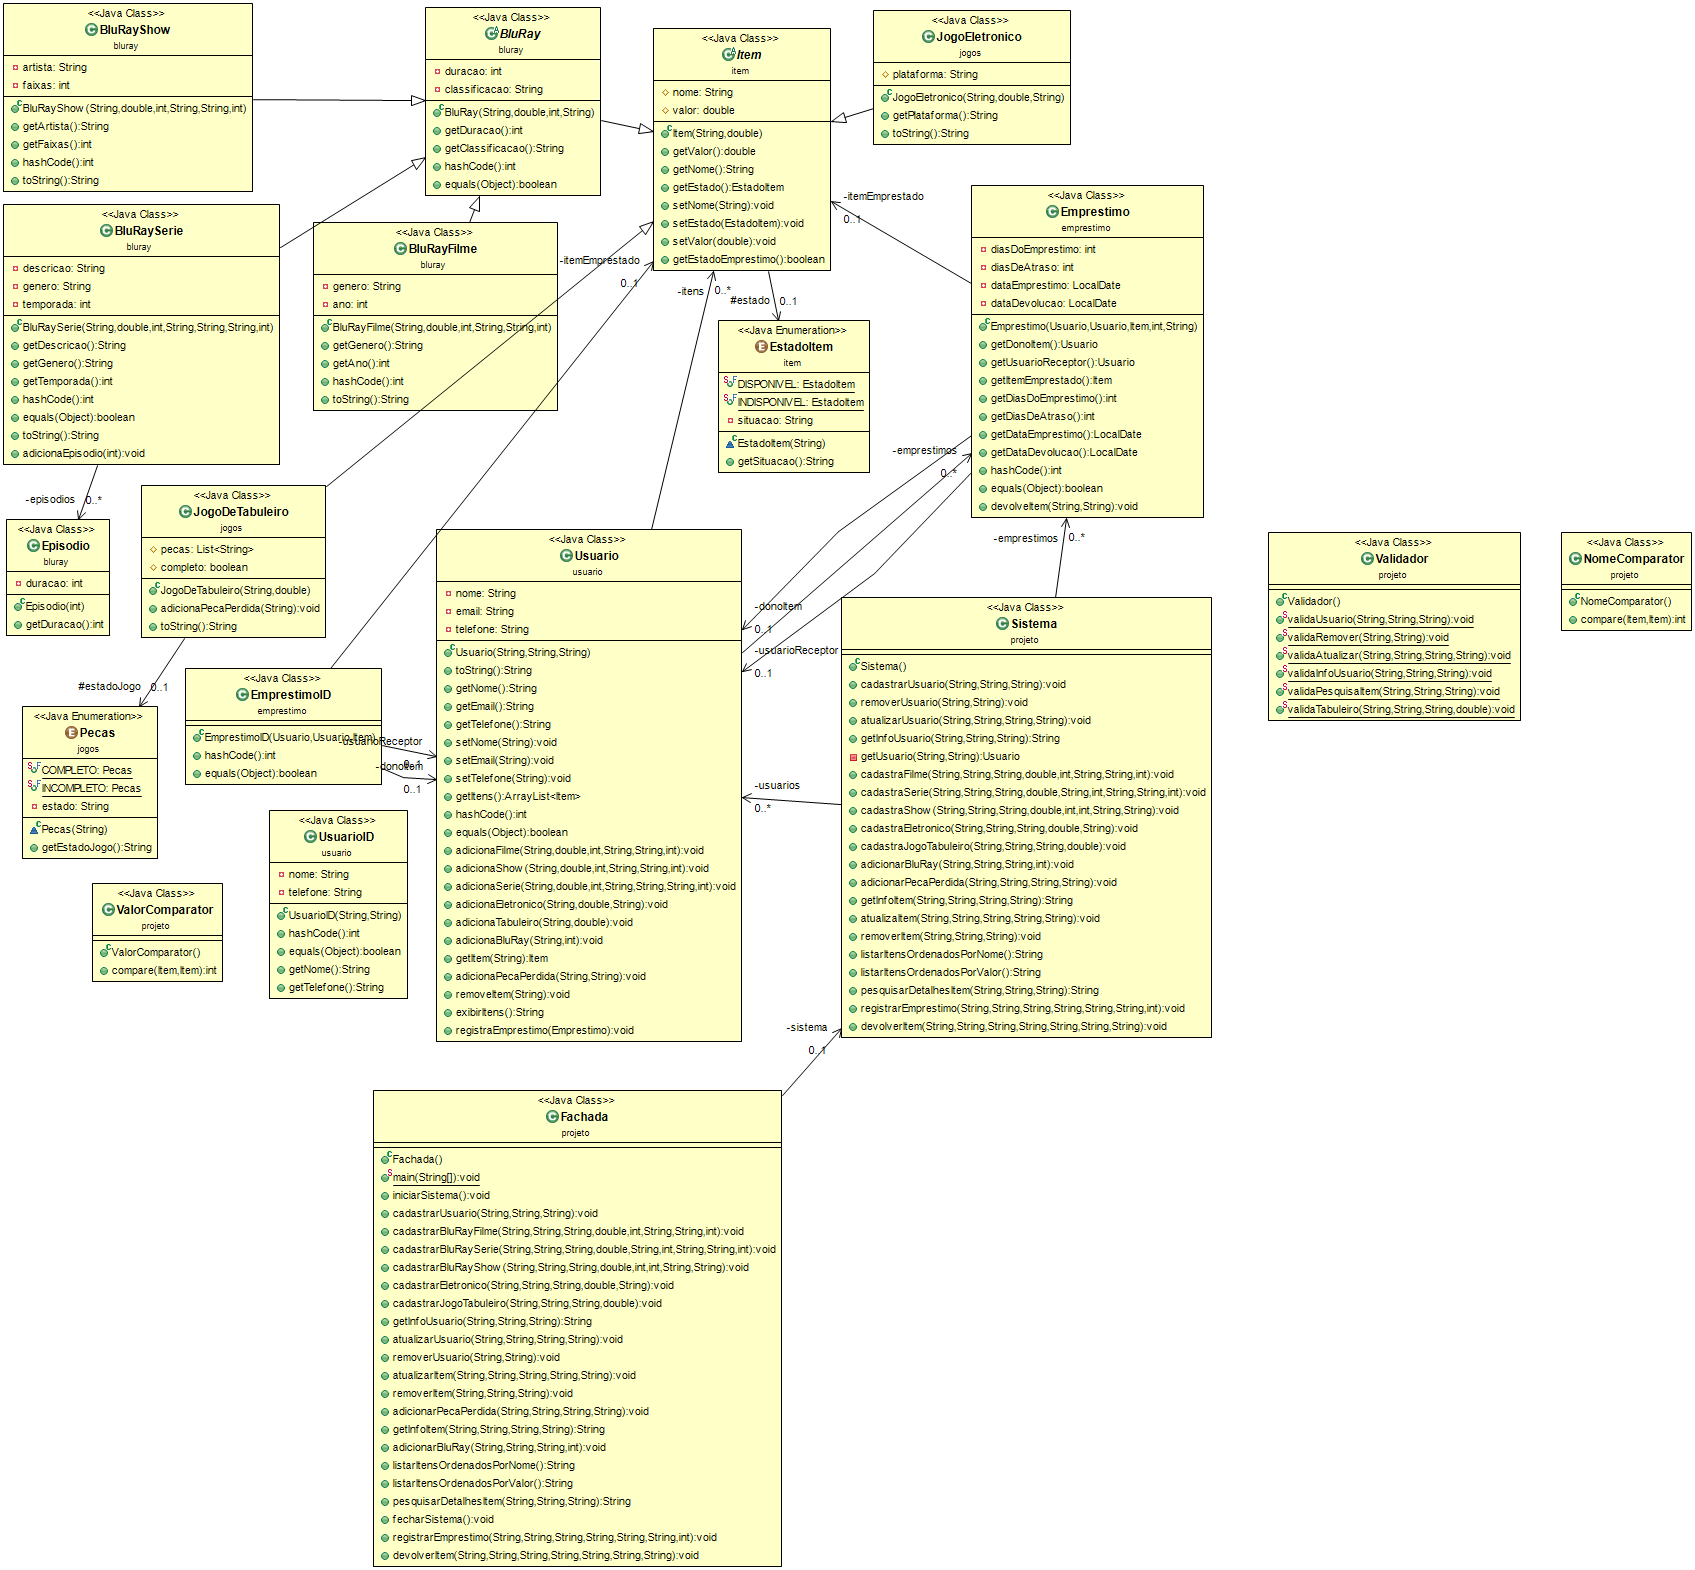 <<Java Class>>
BluRayShow
bluray
artista: String
faixas: int
BluRayShow (String,double,int,String,String,int)
getArtista():String
getFaixas():int
hashCode():int
toString():String
<<Java Class>>
BluRay
bluray
duracao: int
classificacao: String
BluRay(String,double,int,String)
getDuracao():int
getClassificacao():String
hashCode():int
equals(Object):boolean
<<Java Class>>
Item
item
nome: String
valor: double
Item(String,double)
getValor():double
getNome():String
getEstado():EstadoItem
setNome(String):void
setEstado(EstadoItem):void
setValor(double):void
getEstadoEmprestimo():boolean
<<Java Class>>
JogoEletronico
jogos
plataforma: String
JogoEletronico(String,double,String)
getPlataforma():String
toString():String
<<Java Class>>
BluRaySerie
bluray
descricao: String
genero: String
temporada: int
BluRaySerie(String,double,int,String,String,String,int)
getDescricao():String
getGenero():String
getTemporada():int
hashCode():int
equals(Object):boolean
toString():String
adicionaEpisodio(int):void
<<Java Class>>
BluRayFilme
bluray
genero: String
ano: int
BluRayFilme(String,double,int,String,String,int)
getGenero():String
getAno():int
hashCode():int
toString():String
-itemEmprestado
0..1
-itens
0..*
#estado
0..1
-itemEmprestado
0..1
<<Java Enumeration>>
EstadoItem
item
DISPONIVEL: EstadoItem
INDISPONIVEL: EstadoItem
situacao: String
EstadoItem(String)
getSituacao():String
<<Java Class>>
Emprestimo
emprestimo
diasDoEmprestimo: int
diasDeAtraso: int
dataEmprestimo: LocalDate
dataDevolucao: LocalDate
Emprestimo(Usuario,Usuario,Item,int,String)
getDonoItem():Usuario
getUsuarioReceptor():Usuario
getItemEmprestado():Item
getDiasDoEmprestimo():int
getDiasDeAtraso():int
getDataEmprestimo():LocalDate
getDataDevolucao():LocalDate
hashCode():int
equals(Object):boolean
devolveItem(String,String):void
-emprestimos
0..*
-emprestimos
0..*
-episodios
0..*
<<Java Class>>
Episodio
bluray
duracao: int
Episodio(int)
getDuracao():int
<<Java Class>>
JogoDeTabuleiro
jogos
pecas: List<String>
completo: boolean
JogoDeTabuleiro(String,double)
adicionaPecaPerdida(String):void
toString():String
#estadoJogo
0..1
<<Java Enumeration>>
Pecas
jogos
COMPLETO: Pecas
INCOMPLETO: Pecas
estado: String
Pecas(String)
getEstadoJogo():String
<<Java Class>>
EmprestimoID
emprestimo
EmprestimoID(Usuario,Usuario,Item)
hashCode():int
equals(Object):boolean
-usuarioReceptor
0..1
-donoItem
0..1
<<Java Class>>
UsuarioID
usuario
nome: String
telefone: String
UsuarioID(String,String)
hashCode():int
equals(Object):boolean
getNome():String
getTelefone():String
<<Java Class>>
ValorComparator
projeto
ValorComparator()
compare(Item,Item):int
<<Java Class>>
Usuario
usuario
nome: String
email: String
telefone: String
Usuario(String,String,String)
toString():String
getNome():String
getEmail():String
getTelefone():String
setNome(String):void
setEmail(String):void
setTelefone(String):void
getItens():ArrayList<Item>
hashCode():int
equals(Object):boolean
adicionaFilme(String,double,int,String,String,int):void
adicionaShow (String,double,int,String,String,int):void
adicionaSerie(String,double,int,String,String,String,int):void
adicionaEletronico(String,double,String):void
adicionaTabuleiro(String,double):void
adicionaBluRay(String,int):void
getItem(String):Item
adicionaPecaPerdida(String,String):void
removeItem(String):void
exibirItens():String
registraEmprestimo(Emprestimo):void
-donoItem
0..1
-usuarioReceptor
0..1
-usuarios
0..*
<<Java Class>>
Sistema
projeto
Sistema()
cadastrarUsuario(String,String,String):void
removerUsuario(String,String):void
atualizarUsuario(String,String,String,String):void
getInfoUsuario(String,String,String):String
getUsuario(String,String):Usuario
cadastraFilme(String,String,String,double,int,String,String,int):void
cadastraSerie(String,String,String,double,String,int,String,String,int):void
cadastraShow (String,String,String,double,int,int,String,String):void
cadastraEletronico(String,String,String,double,String):void
cadastraJogoTabuleiro(String,String,String,double):void
adicionarBluRay(String,String,String,int):void
adicionarPecaPerdida(String,String,String,String):void
getInfoItem(String,String,String,String):String
atualizaItem(String,String,String,String,String):void
removerItem(String,String,String):void
listarItensOrdenadosPorNome():String
listarItensOrdenadosPorValor():String
pesquisarDetalhesItem(String,String,String):String
registrarEmprestimo(String,String,String,String,String,String,int):void
devolverItem(String,String,String,String,String,String,String):void
<<Java Class>>
Validador
projeto
Validador()
validaUsuario(String,String,String):void
validaRemover(String,String):void
validaAtualizar(String,String,String,String):void
validaInfoUsuario(String,String,String):void
validaPesquisaItem(String,String,String):void
validaTabuleiro(String,String,String,double):void
<<Java Class>>
NomeComparator
projeto
NomeComparator()
compare(Item,Item):int
-sistema
0..1
<<Java Class>>
Fachada
projeto
Fachada()
main(String[]):void
iniciarSistema():void
cadastrarUsuario(String,String,String):void
cadastrarBluRayFilme(String,String,String,double,int,String,String,int):void
cadastrarBluRaySerie(String,String,String,double,String,int,String,String,int):void
cadastrarBluRayShow (String,String,String,double,int,int,String,String):void
cadastrarEletronico(String,String,String,double,String):void
cadastrarJogoTabuleiro(String,String,String,double):void
getInfoUsuario(String,String,String):String
atualizarUsuario(String,String,String,String):void
removerUsuario(String,String):void
atualizarItem(String,String,String,String,String):void
removerItem(String,String,String):void
adicionarPecaPerdida(String,String,String,String):void
getInfoItem(String,String,String,String):String
adicionarBluRay(String,String,String,int):void
listarItensOrdenadosPorNome():String
listarItensOrdenadosPorValor():String
pesquisarDetalhesItem(String,String,String):String
fecharSistema():void
registrarEmprestimo(String,String,String,String,String,String,int):void
devolverItem(String,String,String,String,String,String,String):void